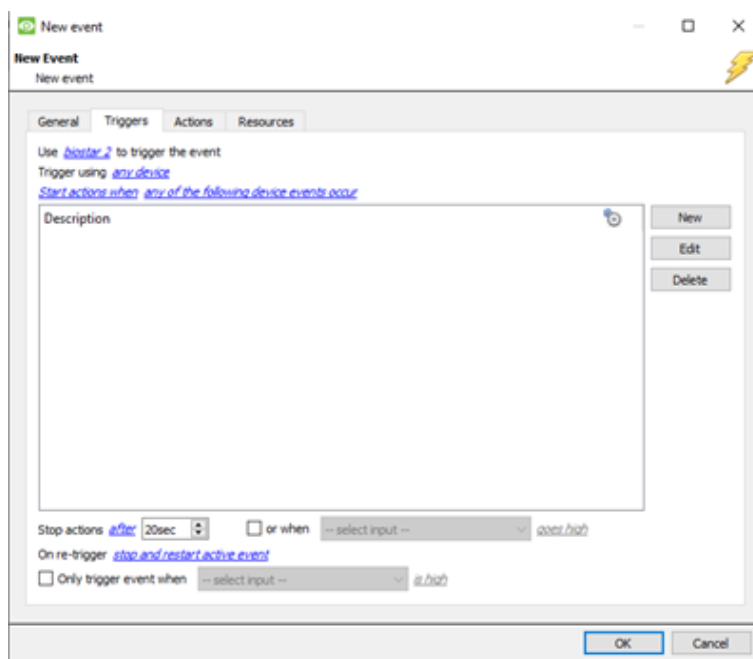 New event
New Event
New event
General Triggers Actions Resources
Use biostar 2 to trigger the event
Trigger using any device
Start actions when any of the following device events occur
Description
New
Edit
Delete
Stop actions after 20sec or when -- select input -- goes high
On re-trigger stop and restart active event
Only trigger event when -- select input -- is high
OK Cancel